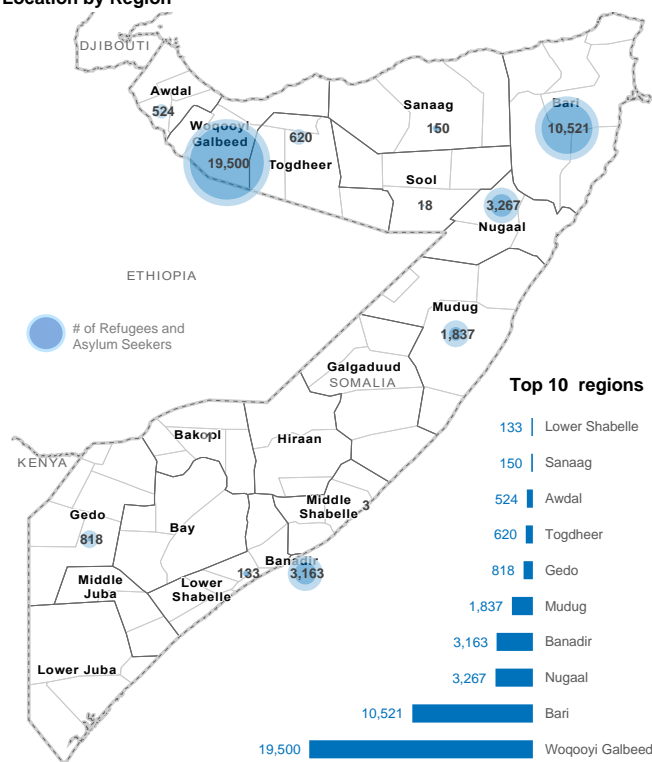 Location by Region
DJIBOUTI
Awdal
524
Woqooyi
Galbeed
19,500
620
Togdheer
Sanaag
150
Bari
10,521
Sool
18
3,267
Nugaal
ETHIOPIA
# of Refugees and
Asylum Seekers
Mudug
1,837
Galgaduud
SOMALIA
Bakool
Hiraan
KENYA
Gedo
818
Bay
Middle
Shabelle
3
Banadir
3,163
133
Lower
Shabelle
Middle
Juba
Lower Juba
Top 10 regions
133 Lower Shabelle
150 Sanaag
524 Awdal
620 Togdheer
818 Gedo
1,837 Mudug
3,163 Banadir
3,267 Nugaal
10,521 Bari
19,500 Woqooyi Galbeed